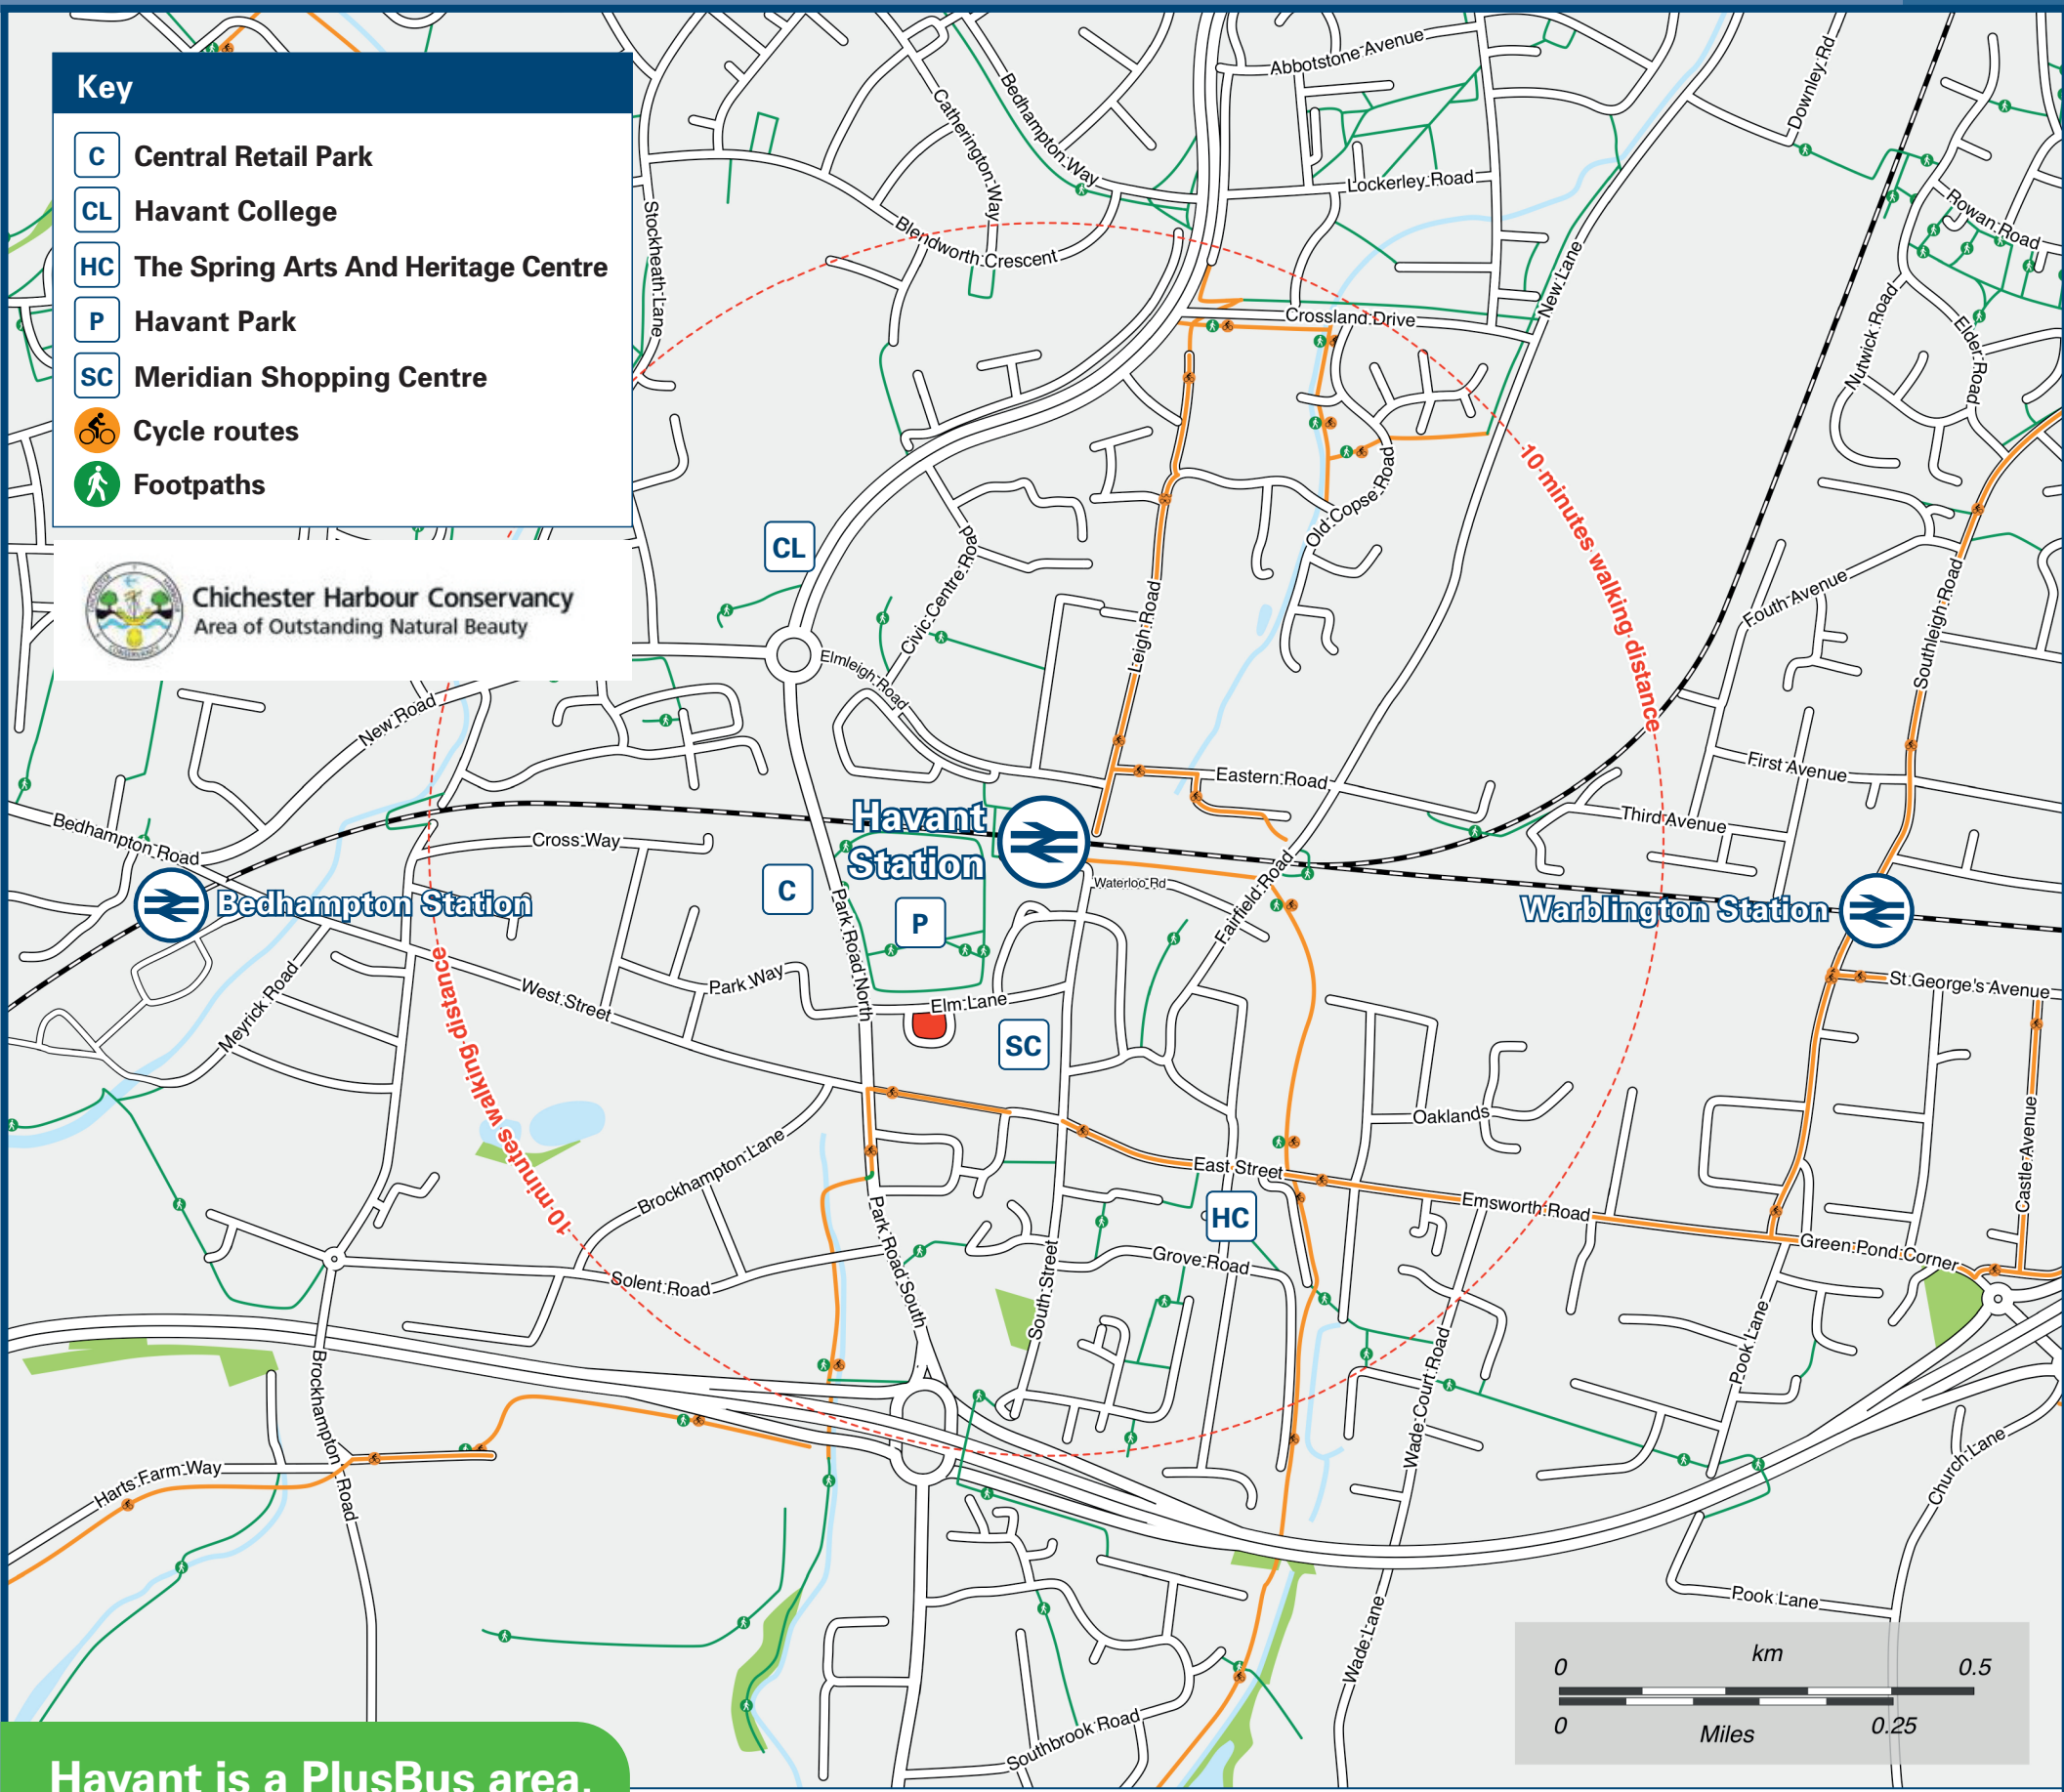 Key
C Central Retail Park
CL Havant College
HC The Spring Arts And Heritage Centre
P Havant Park
SC Meridian Shopping Centre
Cycle routes
Footpaths
Chichester Harbour Conservancy
Area of Outstanding Natural Beauty
Abbotstone Avenue
Downley Rd
Bedhampton Way
Catherington Way
Lockerley Road
Stockheath Lane
Blendworth Crescent
Rowan Road
New Lane
Crossland Drive
Nutwick Road
Elder Road
10 minutes walking distance
Old Copse Road
CL
Civic Centre Road
Leigh Road
Fouth Avenue
Southleigh Road
Elmleigh Road
New Road
Eastern Road
First Avenue
Third Avenue
Bedhampton Road
Cross Way
Havant
Station
C
P
Waterloo Rd
Fairfield Road
Bedhampton Station
Warblington Station
Park Road North
West Street
Park Way
Elm Lane
St George's Avenue
Meyrick Road
SC
10 minutes walking distance
Oaklands
Castle Avenue
Brockhampton Lane
East Street
HC
Emsworth Road
Green Pond Corner
Park Road South
South Street
Grove Road
Solent Road
Pook Lane
Wade Court Road
Brockhampton Road
Harts Farm Way
Church Lane
Pook Lane
Wade Lane
Southbrook Road
km
0 0.5
0 Miles 0.25
Havant is a PlusBus area.